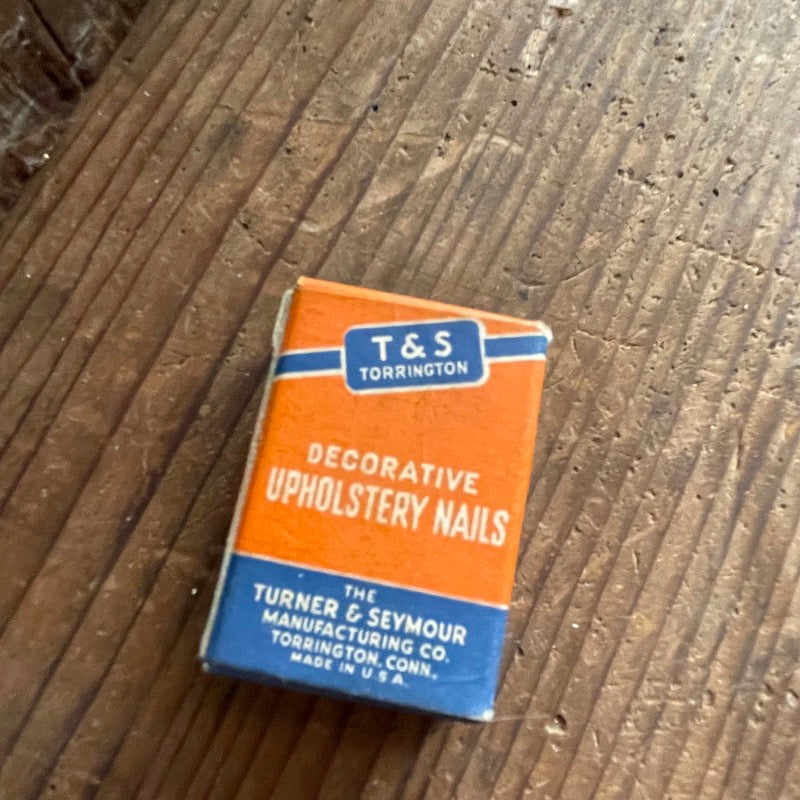 T & S
TORRINGTON
DECORATIVE
UPHOLSTERY NAILS
THE
TURNER & SEYMOUR
MANUFACTURING CO.
TORRINGTON, CONN.
MADE IN U.S.A.